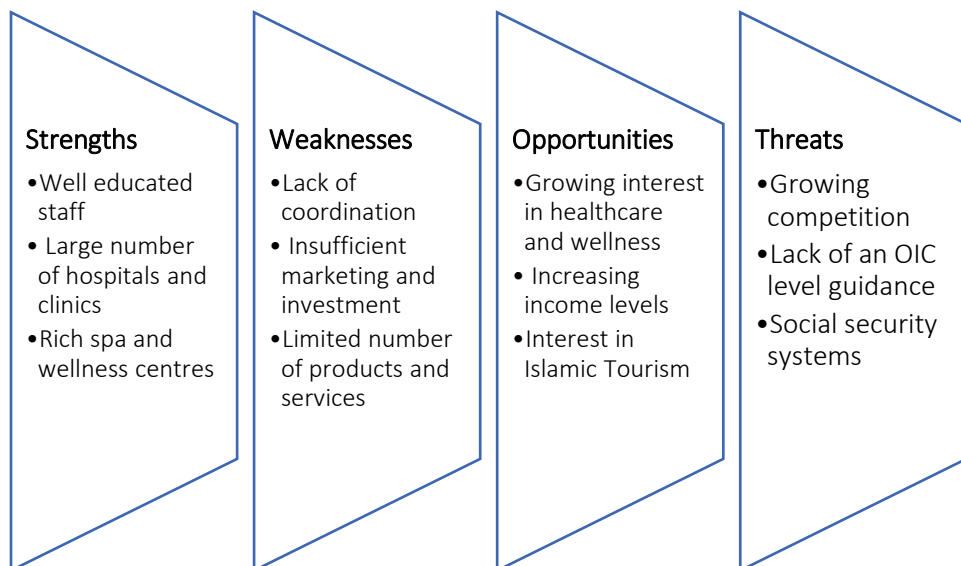 Strengths
•Well educated
staff
• Large number
of hospitals and
clinics
•Rich spa and
wellness centres
Weaknesses
•Lack of
coordination
• Insufficient
marketing and
investment
•Limited number
of products and
services
Opportunities
•Growing interest
in healthcare
and wellness
• Increasing
income levels
•Interest in
Islamic Tourism
Threats
•Growing
competition
•Lack of an OIC
level guidance
•Social security
systems